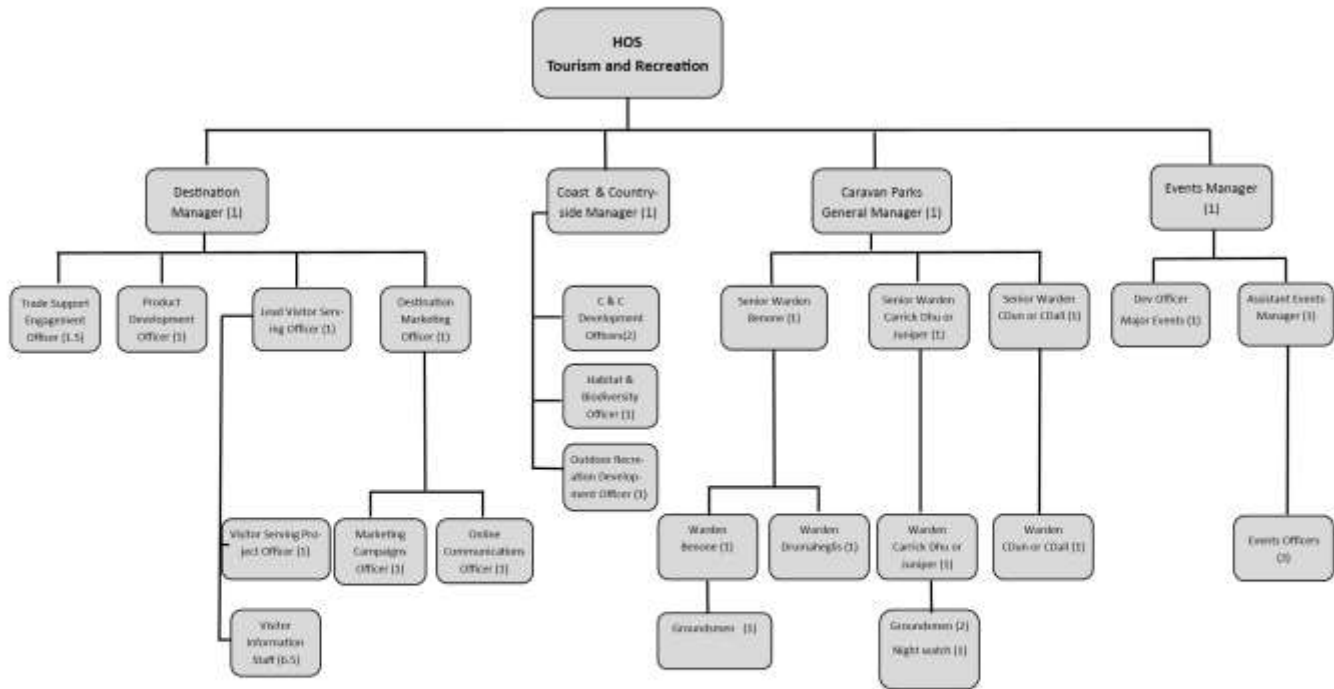 HOS
Tourism and Recreation
Destination
Manager (1)
Coast & Country-
side Manager (1)
Caravan Parks
General Manager (1)
Events Manager
(1)
Trade Support
Engagement
Officer (1.5)
Product
Development
Officer (1)
Lead Visitor Serv-
ing Officer (1)
Destination
Marketing
Officer (1)
C & C
Development
Officers(2)
Habitat &
Biodiversity
Officer (1)
Outdoor Recre-
ation Develop-
ment Officer (1)
Senior Warden
Benone
(1)
Senior Warden
Carrick Dhu or
Juniper (1)
Senior Warden
CDun or CDall (1)
Dev Officer
Major Events (1)
Assistant Events
Manager
Visitor Serving Pro-
ject Officer (1)
Marketing
Campaigns
Officer (1)
Online
Communications
Officer (1)
Visitor
Information
Staff (6.5)
Warden
Benone (1)
Warden
Drumaheglis (1)
Warden
Carrick Dhu or
Juniper
Warden
CDun or CDall (1)
Groundsmen
Groundsmen (2)
Night watch
Events Officers
(3)